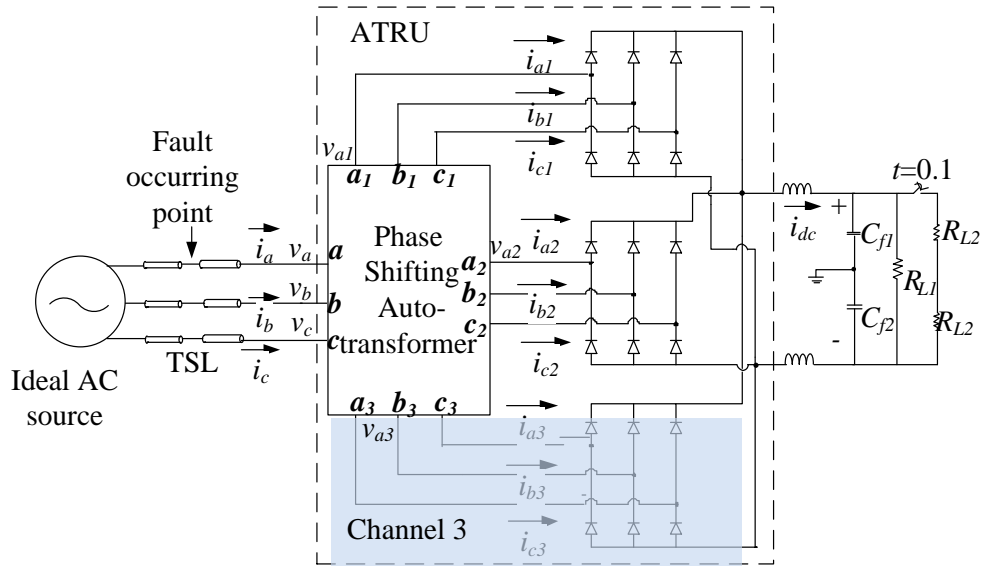 ATRU
i_a1
i_b1
i_c1
v_a1
a_1 b_1 c_1
Fault
occurring
point
t=0.1
i_dc
+
-
C_f1
C_f2
R_L1
R_L2
R_L2
i_a
i_b
i_c
v_a
v_b
v_c
a
b
c
Phase
Shifting
Auto-
transformer
v_a2
a_2
b_2
c_2
i_a2
i_b2
i_c2
TSL
Ideal AC
source
a_3 b_3 c_3
v_a3
i_a3
i_b3
-
i_c3
Channel 3